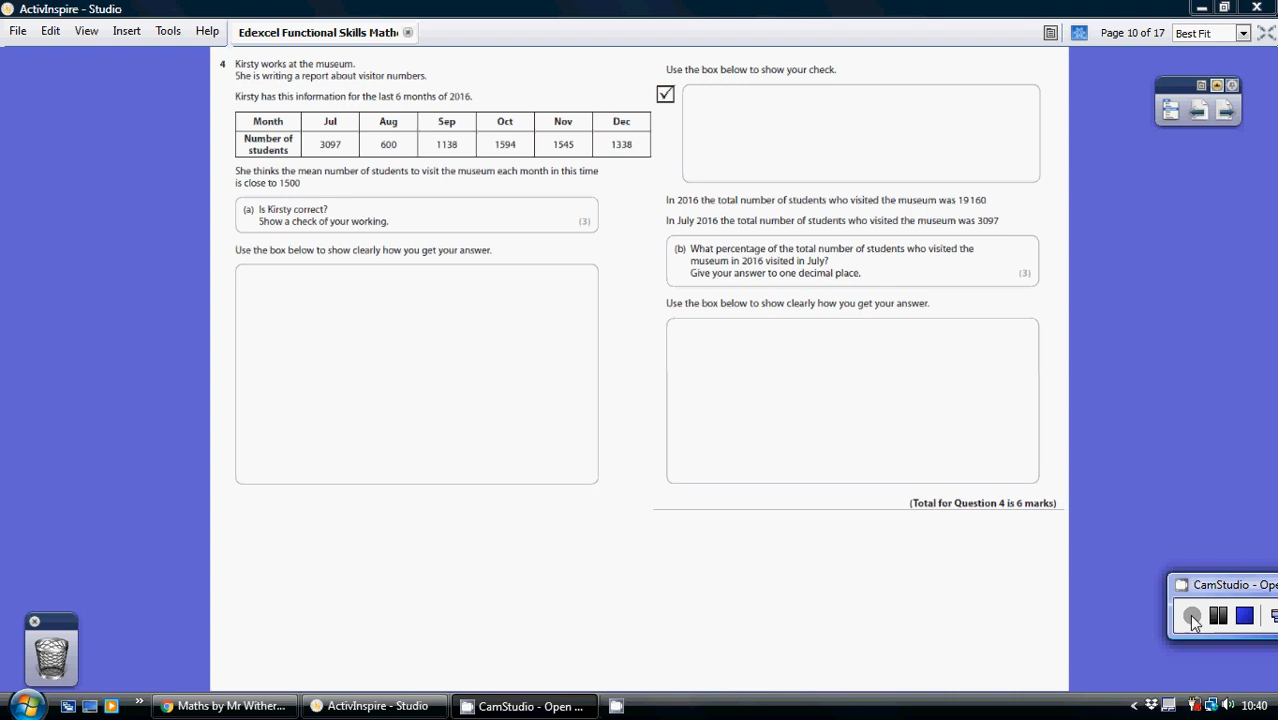 ActivInspire - Studio
File Edit View Insert Tools Help
Edexcel Functional Skills Mathe
Page 10 of 17
Best Fit
4 Kirsty works at the museum.
She is writing a report about visitor numbers.
Kirsty has this information for the last 6 months of 2016.
Month Jul Aug Sep Oct Nov Dec
Number of students 3097 600 1138 1594 1545 1338
She thinks the mean number of students to visit the museum each month in this time
is close to 1500
(a) Is Kirsty correct?
Show a check of your working. (3)
Use the box below to show clearly how you get your answer.
Use the box below to show your check.
In 2016 the total number of students who visited the museum was 19160
In July 2016 the total number of students who visited the museum was 3097
(b) What percentage of the total number of students who visited the
museum in 2016 visited in July?
Give your answer to one decimal place. (3)
Use the box below to show clearly how you get your answer.
(Total for Question 4 is 6 marks)
CamStudio - Ope
Maths by Mr Wither...
ActivInspire - Studio
CamStudio - Open ...
10:40